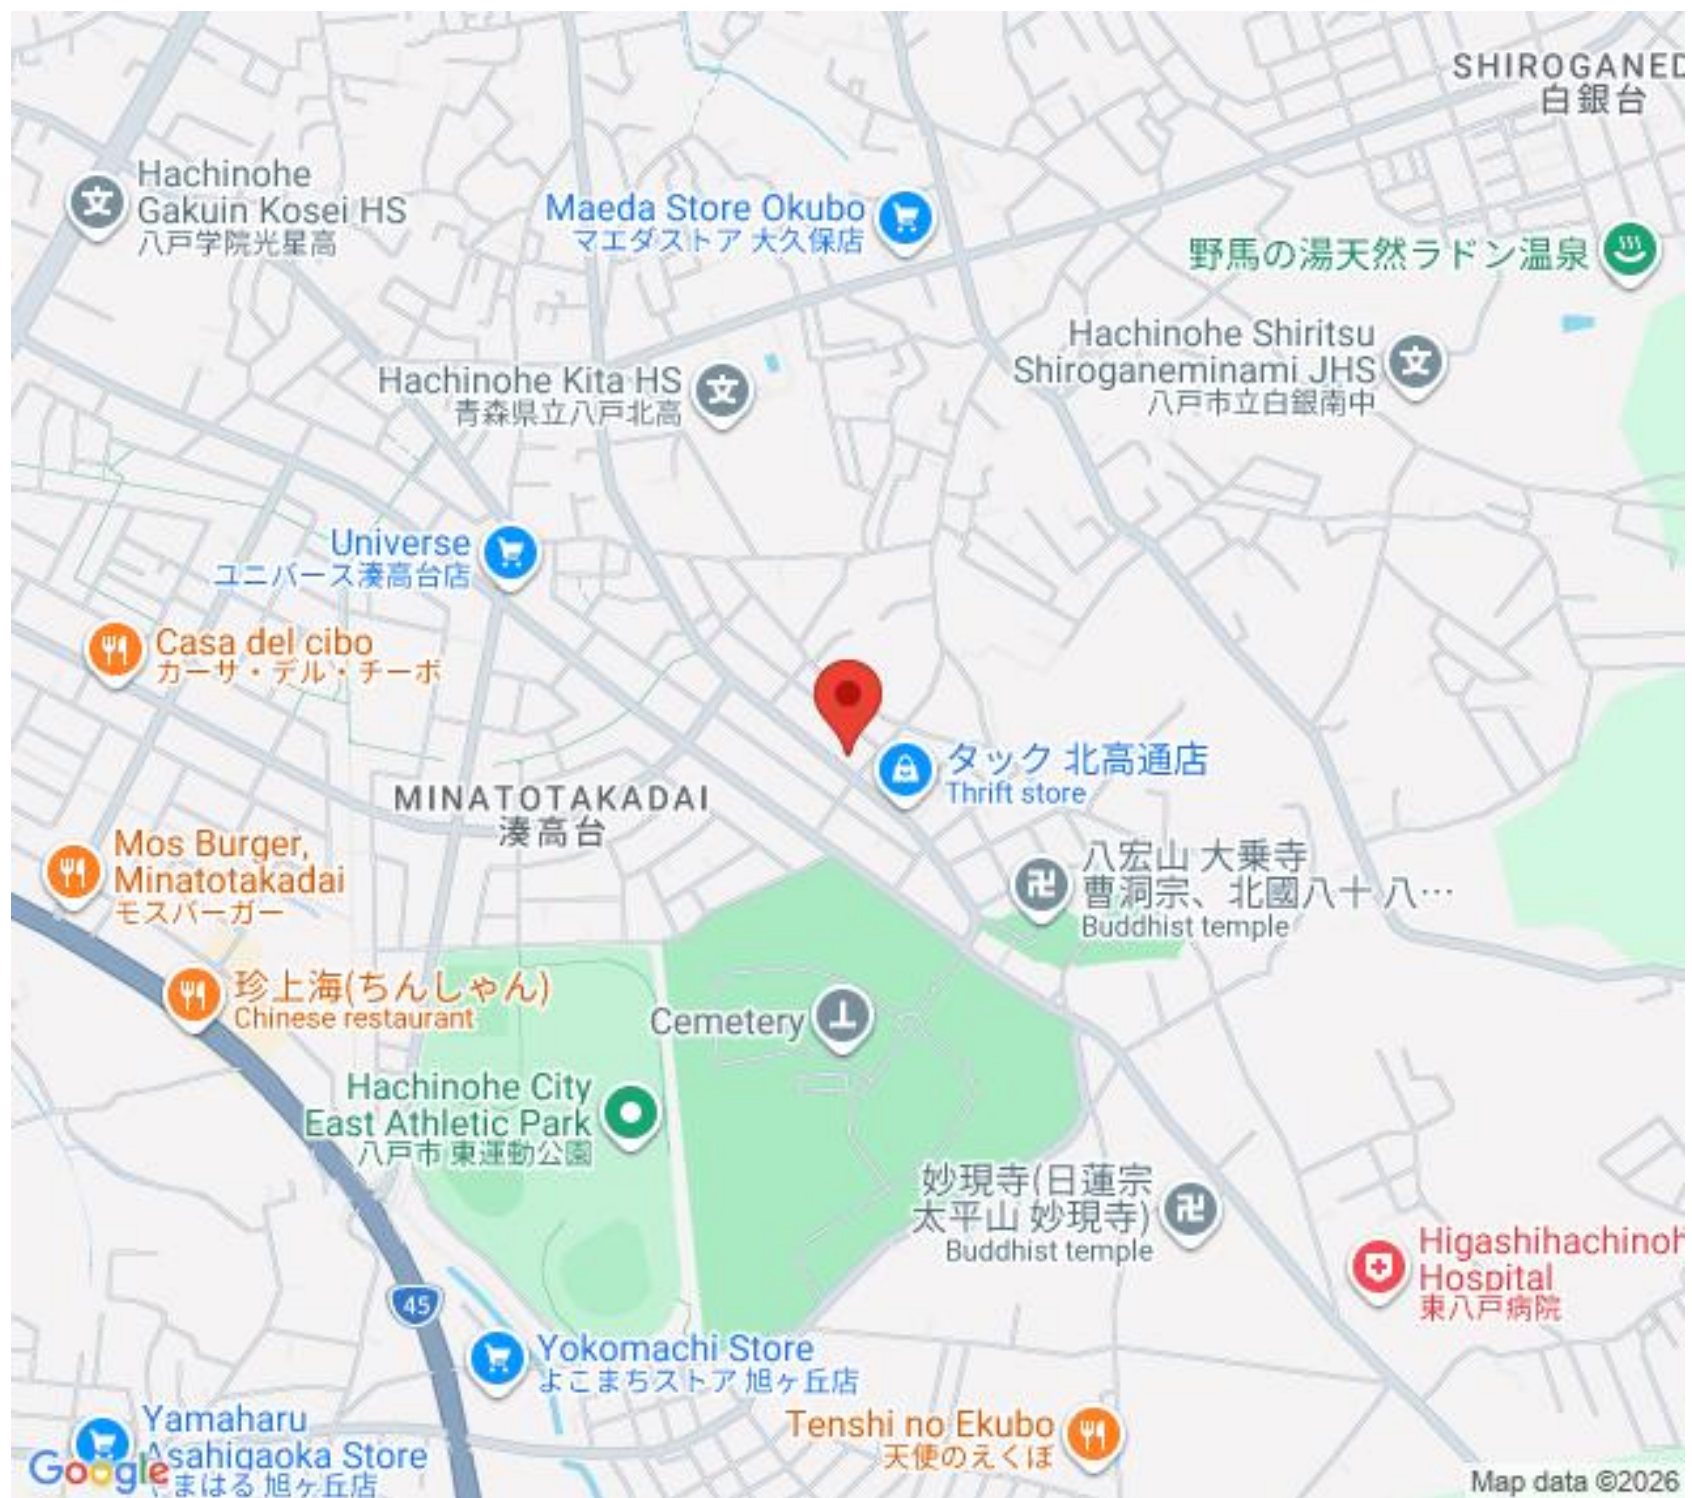 SHIROGANED
白銀台
Hachinohe
Gakuin Kosei HS
八戸学院光星高
Maeda Store Okubo
マエダストア 大久保店
野馬の湯天然ラドン温泉
Hachinohe Shiritsu
Shiroganeminami JHS
八戸市立白銀南中
Hachinohe Kita HS
青森県立八戸北高
Universe
ユニバース湊高台店
Casa del cibo
カーサ・デル・チーボ
タック 北高通店
Thrift store
MINATOTAKADAI
湊高台
Mos Burger,
Minatotakadai
モスバーガー
八宏山 大乗寺
曹洞宗、北國八十八…
Buddhist temple
珍上海(ちんしゃん)
Chinese restaurant
Cemetery
Hachinohe City
East Athletic Park
八戸市 東運動公園
妙現寺(日蓮宗
太平山 妙現寺)
Buddhist temple
Higashihachinoh
Hospital
東八戸病院
45
Yokomachi Store
よこまちストア 旭ヶ丘店
Yamaharu
Asahigaoka Store
まはる 旭ヶ丘店
Tenshi no Ekubo
天使のえくぼ
Google
Map data ©2026